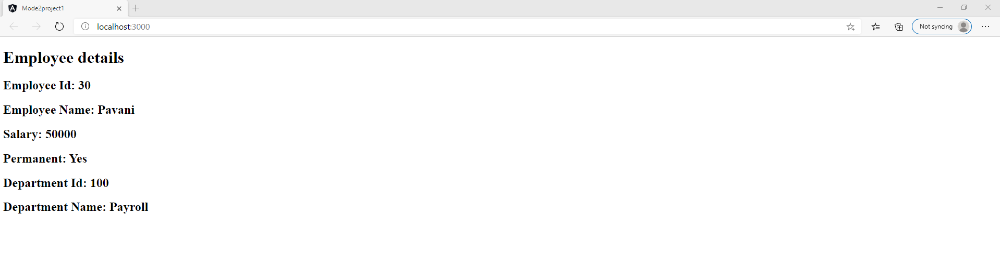 Mode2project1
localhost:3000
Not syncing
Employee details
Employee Id: 30
Employee Name: Pavani
Salary: 50000
Permanent: Yes
Department Id: 100
Department Name: Payroll